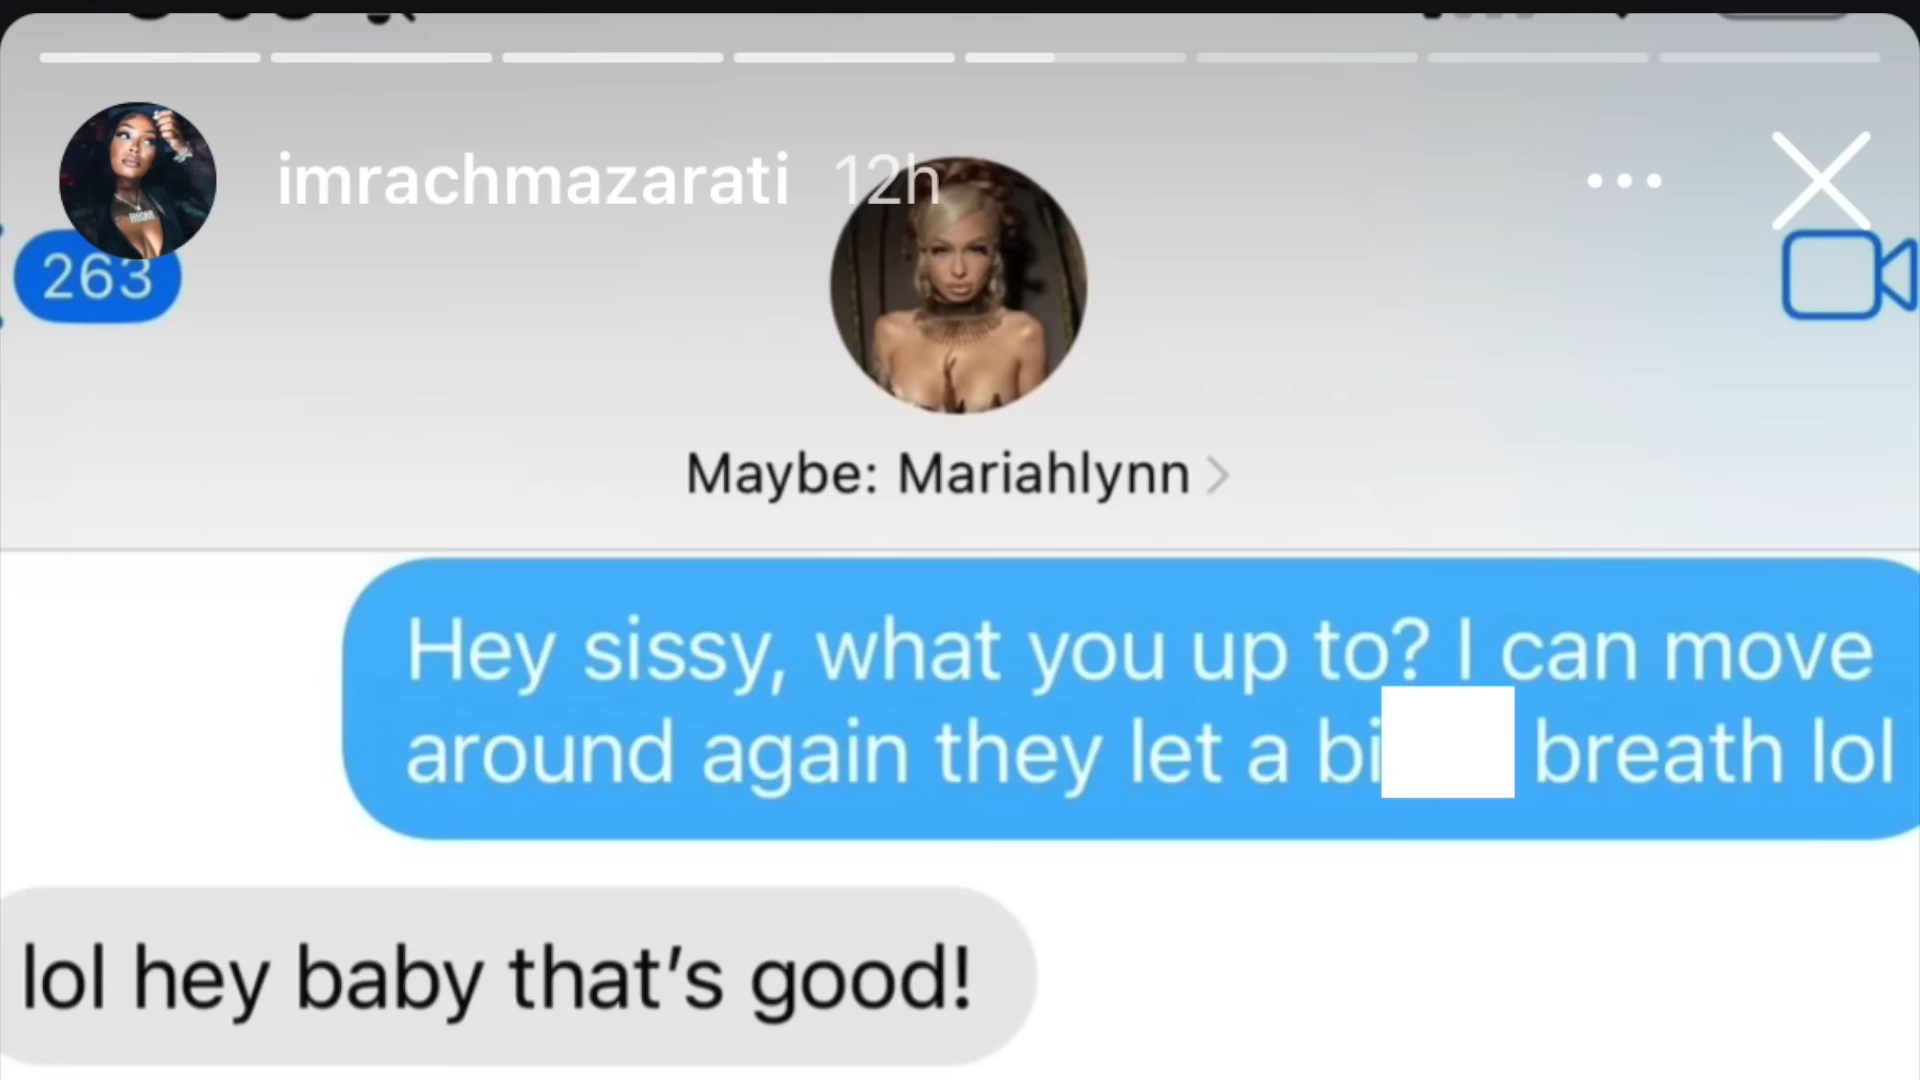 imrachmazarati 12h
263
Maybe: Mariahlynn
Hey sissy, what you up to? I can move
around again they let a bi breath lol
lol hey baby that's good!